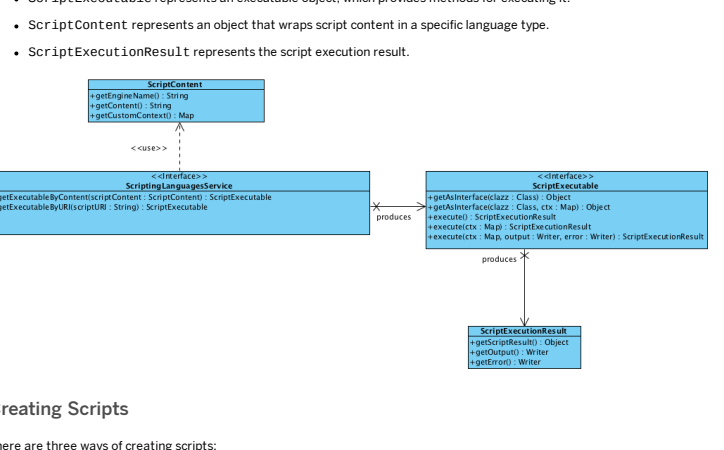 ScriptExecutable represents an executable object, which provides methods for executing it.
• ScriptContent represents an object that wraps script content in a specific language type.
• ScriptExecutionResult represents the script execution result.
ScriptContent
+getEngineName() : String
+getContent() : String
+getCustomContext() : Map
<<use>>
<<Interface>>
ScriptingLanguagesService
getExecutableByContent(scriptContent : ScriptContent) : ScriptExecutable
getExecutableByURI(scriptURI : String) : ScriptExecutable
produces
<<Interface>>
ScriptExecutable
+getAsInterface(clazz : Class) : Object
+getAsInterface(clazz : Class, ctx : Map) : Object
+execute() : ScriptExecutionResult
+execute(ctx : Map) : ScriptExecutionResult
+execute(ctx : Map, output : Writer, error : Writer) : ScriptExecutionResult
produces
ScriptExecutionResult
+getScriptResult() : Object
+getOutput() : Writer
+getError() : Writer
reating Scripts
here are three ways of creating scripts: